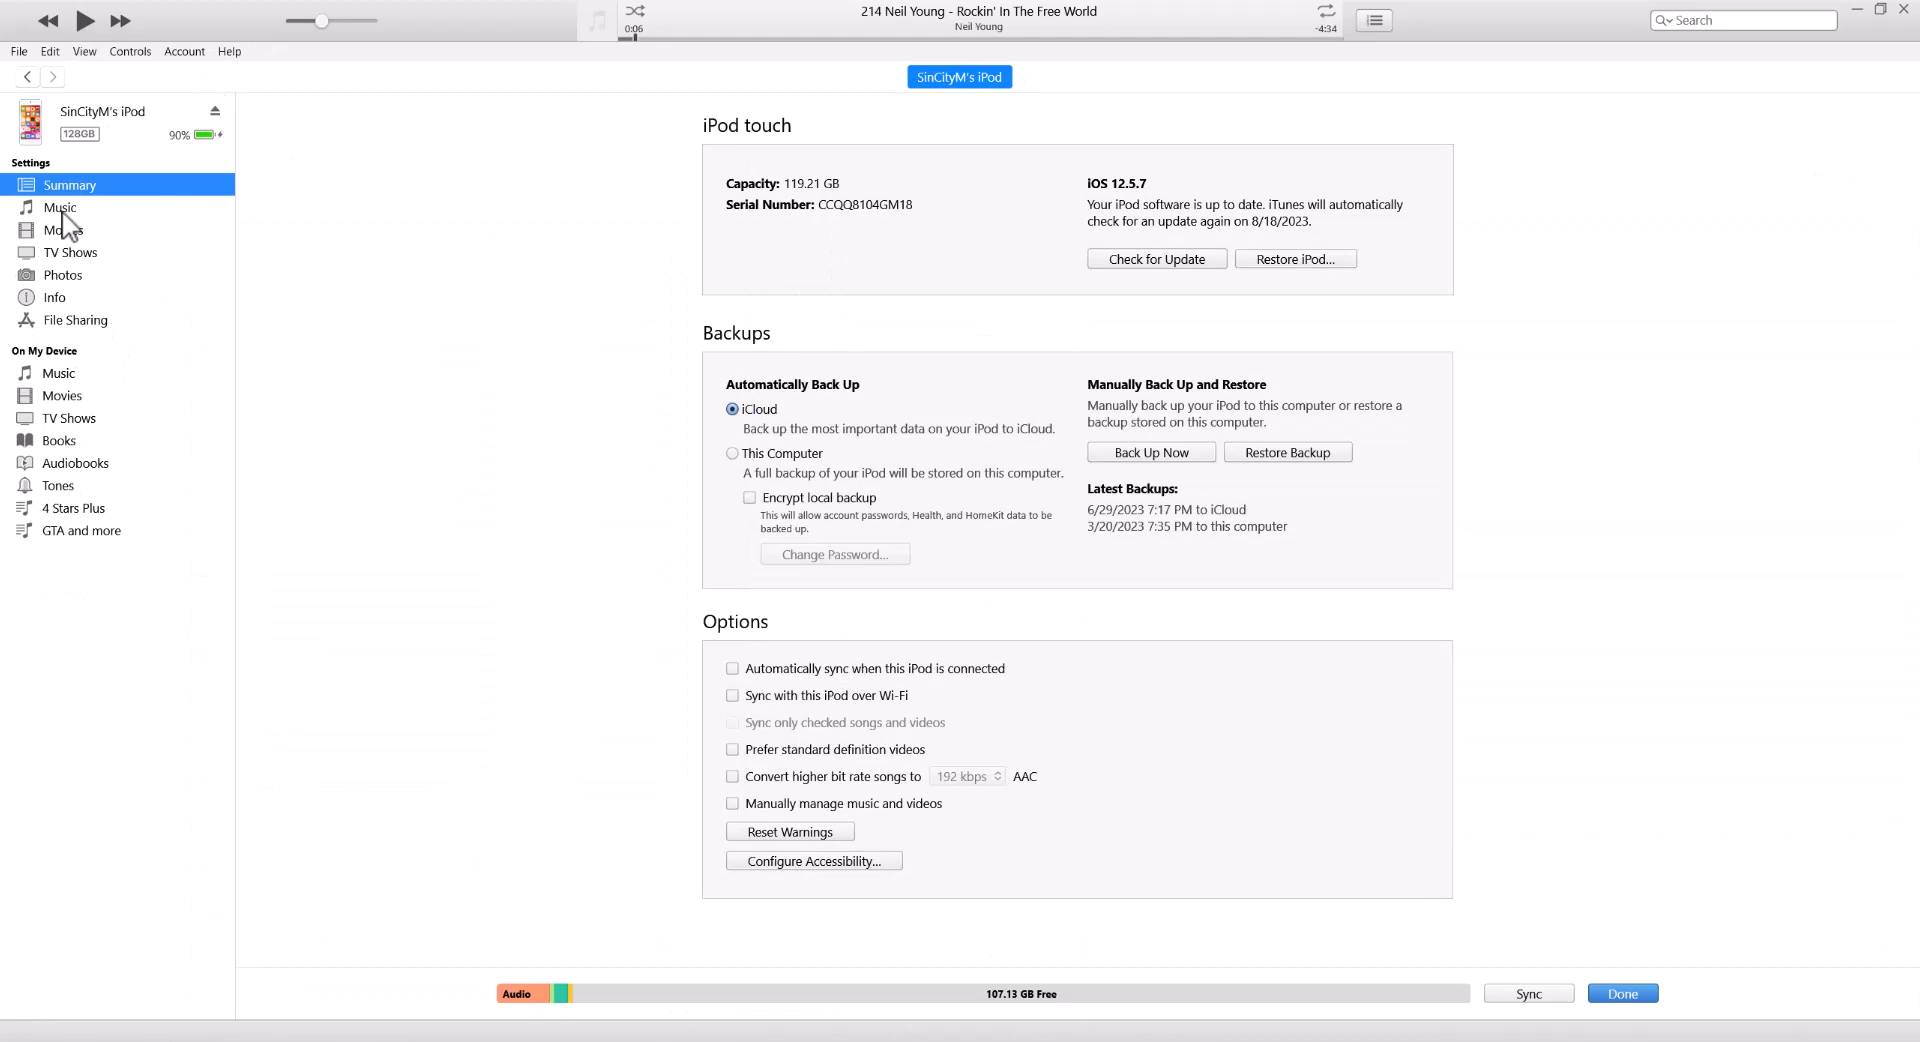 214 Neil Young - Rockin' In The Free World
Neil Young
0:06
-4:34
Search
File Edit View Controls Account Help
SinCityM's iPod
SinCityM's iPod
128GB
90%
Settings
Summary
Music
TV Shows
Photos
Info
File Sharing
On My Device
Music
Movies
TV Shows
Books
Audiobooks
Tones
4 Stars Plus
GTA and more
iPod touch
Capacity: 119.21 GB
Serial Number: CCQQ8104GM18
iOS 12.5.7
Your iPod software is up to date. iTunes will automatically
check for an update again on 8/18/2023.
Check for Update
Restore iPod...
Backups
Automatically Back Up
iCloud
Back up the most important data on your iPod to iCloud.
This Computer
A full backup of your iPod will be stored on this computer.
Encrypt local backup
This will allow account passwords, Health, and HomeKit data to be
backed up.
Change Password...
Manually Back Up and Restore
Manually back up your iPod to this computer or restore a
backup stored on this computer.
Back Up Now
Restore Backup
Latest Backups:
6/29/2023 7:17 PM to iCloud
3/20/2023 7:35 PM to this computer
Options
Automatically sync when this iPod is connected
Sync with this iPod over Wi-Fi
Sync only checked songs and videos
Prefer standard definition videos
Convert higher bit rate songs to 192 kbps AAC
Manually manage music and videos
Reset Warnings
Configure Accessibility...
Audio
107.13 GB Free
Sync
Done